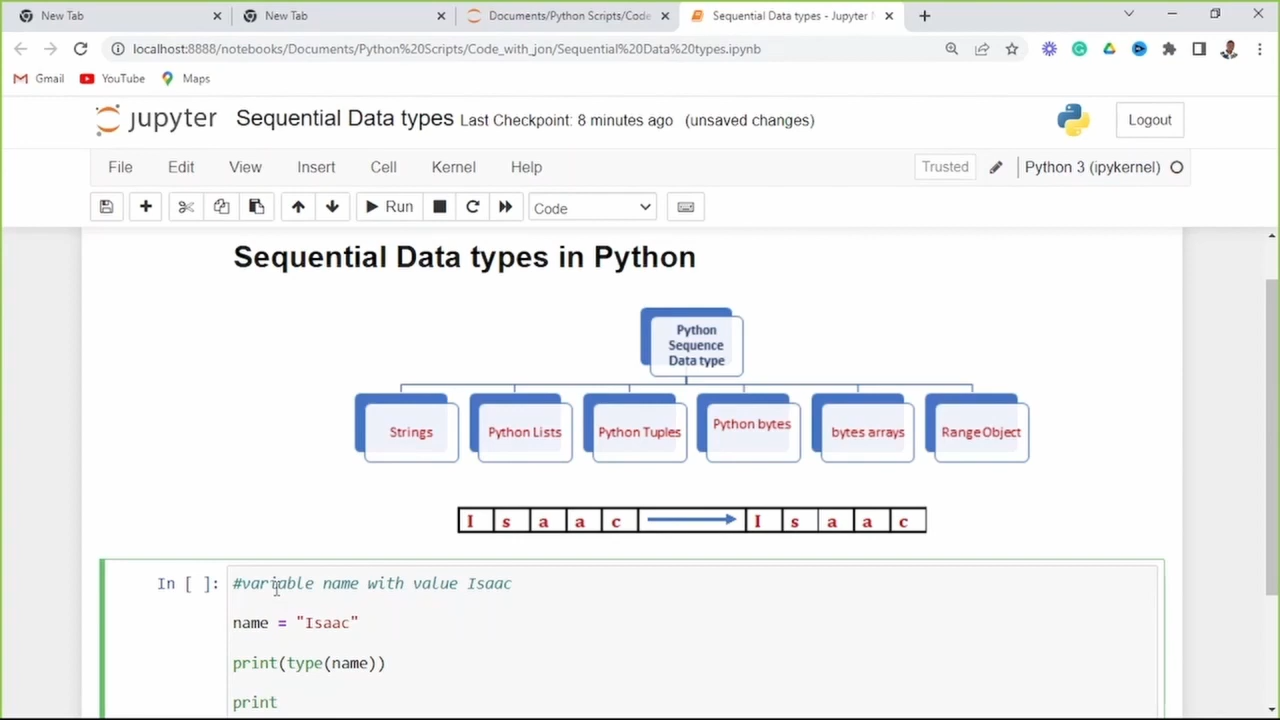 New Tab
New Tab
Documents/Python Scripts/Code
Sequential Data types - Jupyter N
localhost:8888/notebooks/Documents/Python%20Scripts/Code_with_jon/Sequential%20Data%20types.ipynb
Gmail YouTube Maps
jupyter Sequential Data types Last Checkpoint: 8 minutes ago (unsaved changes) Logout
File Edit View Insert Cell Kernel Help Trusted Python 3 (ipykernel)
Run Code
Sequential Data types in Python
Python
Sequence
Data type
Strings Python Lists Python Tuples Python bytes bytes arrays Range Object
I s a a c I s a a c
In [ ]: #variable name with value Isaac
name = "Isaac"
print(type(name))
print